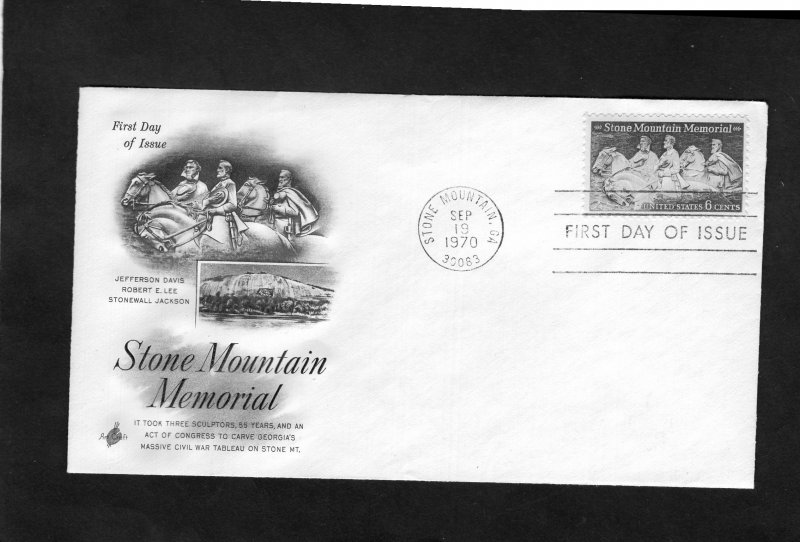 First Day
of Issue
JEFFERSON DAVIS
ROBERT E. LEE
STONEWALL JACKSON
Stone Mountain
Memorial
IT TOOK THREE SCULPTORS, 55 YEARS, AND AN
ACT OF CONGRESS TO CARVE GEORGIA'S
MASSIVE CIVIL WAR TABLEAU ON STONE MT.
Art Craft
STONE MOUNTAIN, GA
SEP
19
1970
30083
Stone Mountain Memorial
UNITED STATES 6 CENTS
FIRST DAY OF ISSUE